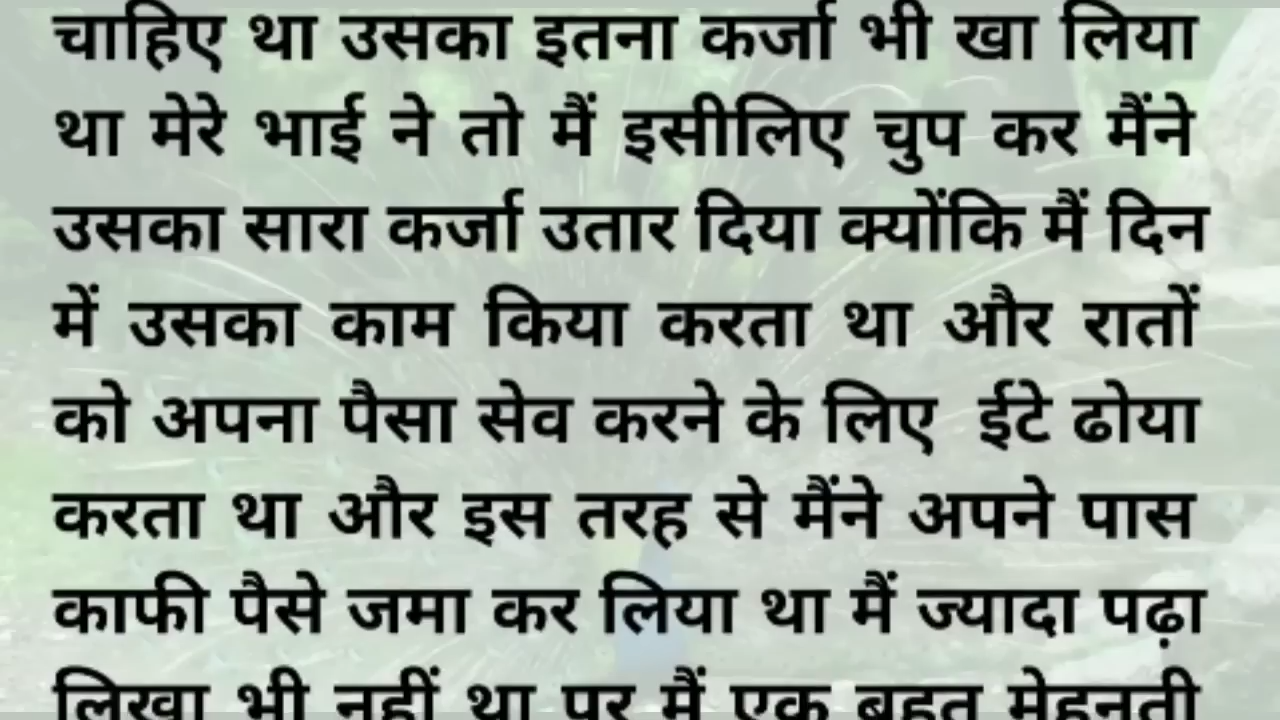 चाहिए था उसका इतना कर्जा भी खा लिया
था मेरे भाई ने तो मैं इसीलिए चुप कर मैंने
उसका सारा कर्जा उतार दिया क्योंकि मैं दिन
में उसका काम किया करता था और रातों
को अपना पैसा सेव करने के लिए ईटे ढोया
करता था और इस तरह से मैंने अपने पास
काफी पैसे जमा कर लिया था मैं ज्यादा पढ़ा
लिखा भी नहीं था पर मैं एक बहुत मेहनती